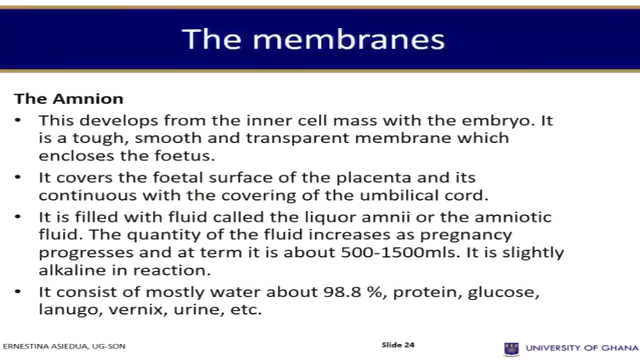 The membranes
The Amnion
• This develops from the inner cell mass with the embryo. It
is a tough, smooth and transparent membrane which
encloses the foetus.
• It covers the foetal surface of the placenta and its
continuous with the covering of the umbilical cord.
• It is filled with fluid called the liquor amnii or the amniotic
fluid. The quantity of the fluid increases as pregnancy
progresses and at term it is about 500-1500mls. It is slightly
alkaline in reaction.
• It consist of mostly water about 98.8 %, protein, glucose,
lanugo, vernix, urine, etc.
ERNESTINA ASIEDUA, UG-SON
Slide 24
UNIVERSITY OF GHANA